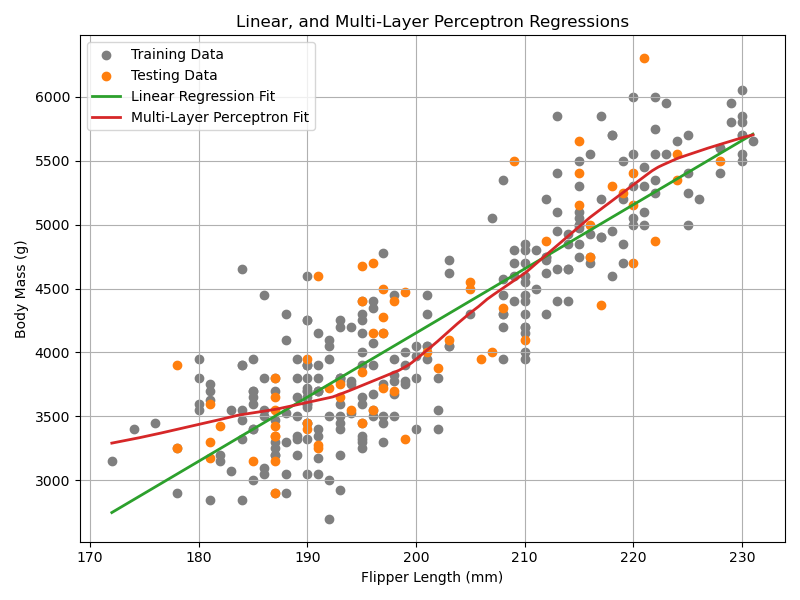 Linear, and Multi-Layer Perceptron Regressions
Training Data
Testing Data
Linear Regression Fit
Multi-Layer Perceptron Fit
Body Mass (g)
6000
5500
5000
4500
4000
3500
3000
170 180 190 200 210 220 230
Flipper Length (mm)